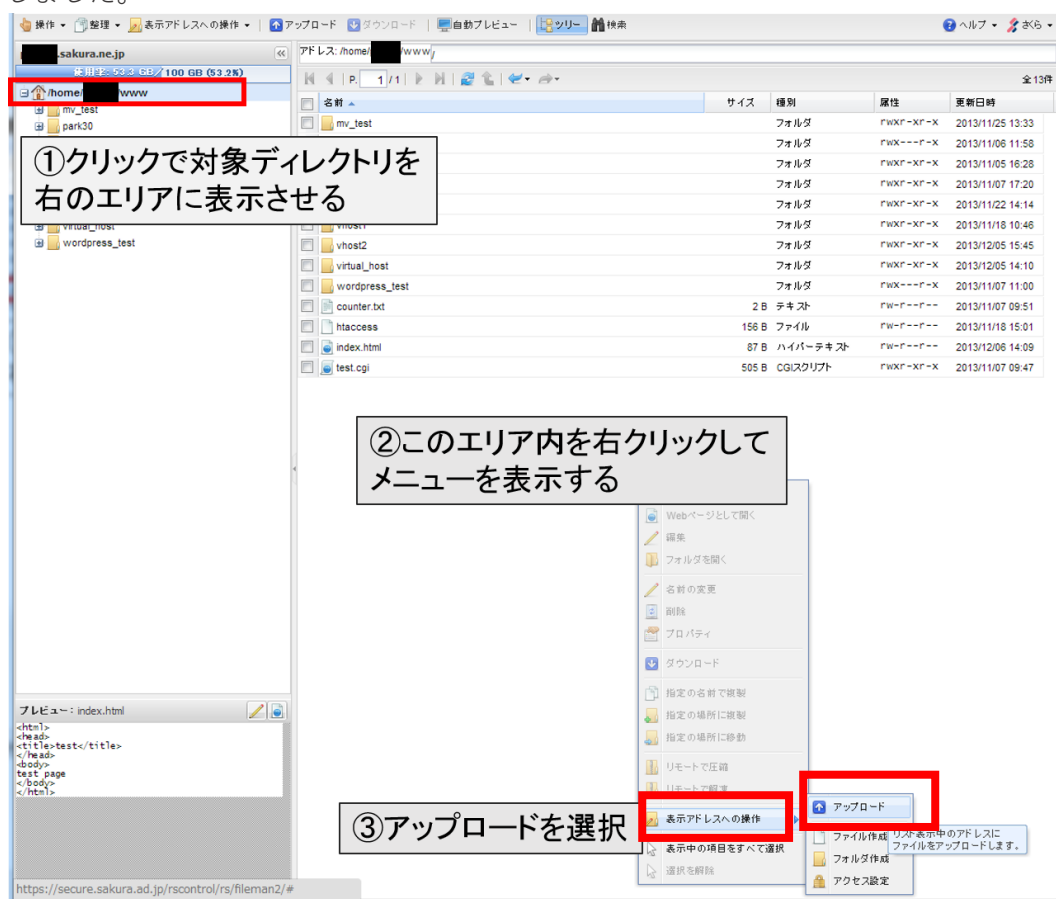 しました。
操作 整理 表示アドレスへの操作 アップロード ダウンロード 自動プレビュー ツリー 検索 ヘルプ さくら
.sakura.ne.jp
アドレス: /home/ /www/
使用率: 53.3 GB / 100 GB (53.2%)
P. 1 / 1 全13件
/home/ /www
mv_test
park30
virtual_host
wordpress_test
名前 サイズ 種別 属性 更新日時
mv_test フォルダ rwxr-xr-x 2013/11/25 13:33
フォルダ rwx---r-x 2013/11/06 11:58
フォルダ rwxr-xr-x 2013/11/05 16:28
フォルダ rwxr-xr-x 2013/11/07 17:20
フォルダ rwxr-xr-x 2013/11/22 14:14
vhost1 フォルダ rwxr-xr-x 2013/11/18 10:46
vhost2 フォルダ rwxr-xr-x 2013/12/05 15:45
virtual_host フォルダ rwxr-xr-x 2013/12/05 14:10
wordpress_test フォルダ rwx---r-x 2013/11/07 11:00
counter.txt 2 B テキスト rw-r--r-- 2013/11/07 09:51
htaccess 156 B ファイル rw-r--r-- 2013/11/18 15:01
index.html 87 B ハイパーテキスト rw-r--r-- 2013/12/06 14:09
test.cgi 505 B CGIスクリプト rwxr-xr-x 2013/11/07 09:47
①クリックで対象ディレクトリを
右のエリアに表示させる
②このエリア内を右クリックして
メニューを表示する
Webページとして開く
編集
フォルダを開く
名前の変更
削除
プロパティ
ダウンロード
指定の名前で複製
指定の場所に複製
指定の場所に移動
リモートで圧縮
リモートで解凍
表示アドレスへの操作
表示中の項目をすべて選択
選択を解除
③アップロードを選択
アップロード
ファイル作成
フォルダ作成
アクセス設定
リスト表示中のアドレスに
ファイルをアップロードします。
プレビュー: index.html
<html>
<head>
<title>test</title>
</head>
<body>
test page
</body>
</html>
https://secure.sakura.ad.jp/rscontrol/rs/fileman2/#